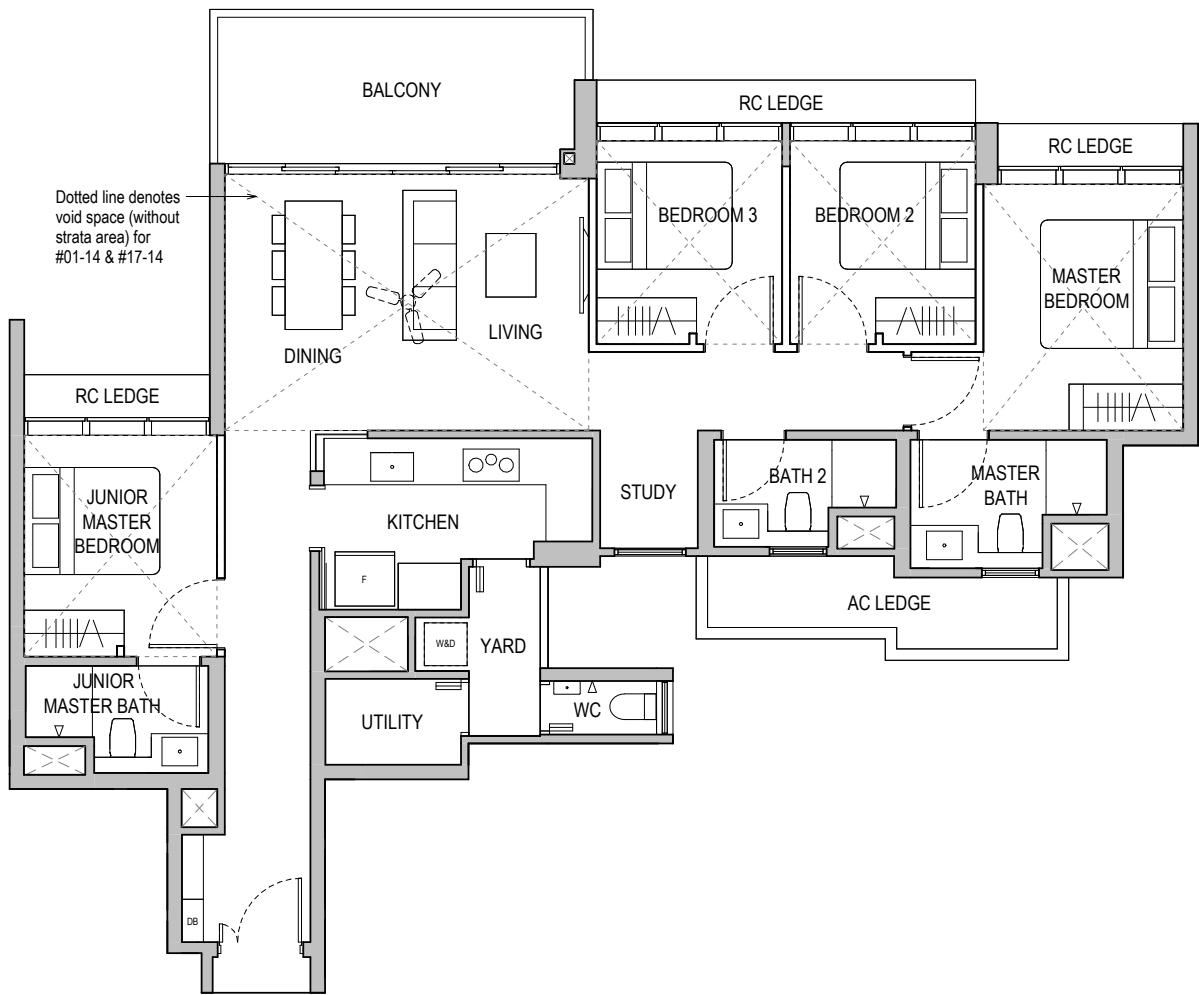 BALCONY
RC LEDGE
RC LEDGE
Dotted line denotes
void space (without
strata area) for
#01-14 & #17-14
BEDROOM 3
BEDROOM 2
MASTER
BEDROOM
LIVING
DINING
RC LEDGE
JUNIOR
MASTER
BEDROOM
KITCHEN
STUDY
BATH 2
MASTER
BATH
F
AC LEDGE
W&D
YARD
JUNIOR
MASTER BATH
UTILITY
WC
DB